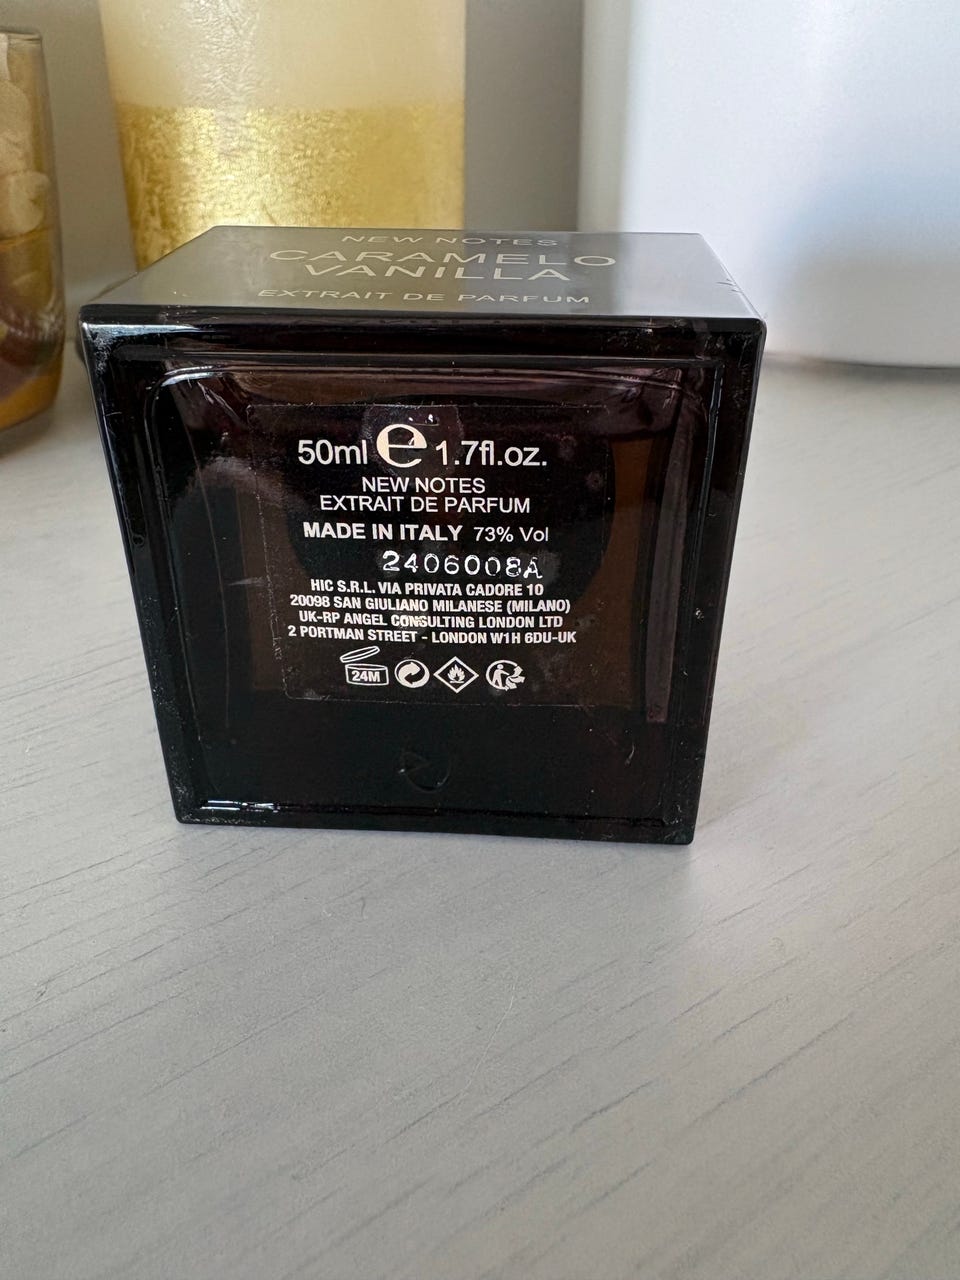 NEW NOTES
CARAMELO
VANILLA
EXTRAIT DE PARFUM
50ml e 1.7fl.oz.
NEW NOTES
EXTRAIT DE PARFUM
MADE IN ITALY 73% Vol
2406008A
HIC S.R.L. VIA PRIVATA CADORE 10
20098 SAN GIULIANO MILANESE (MILANO)
UK-RP ANGEL CONSULTING LONDON LTD
2 PORTMAN STREET - LONDON W1H 6DU-UK
24M